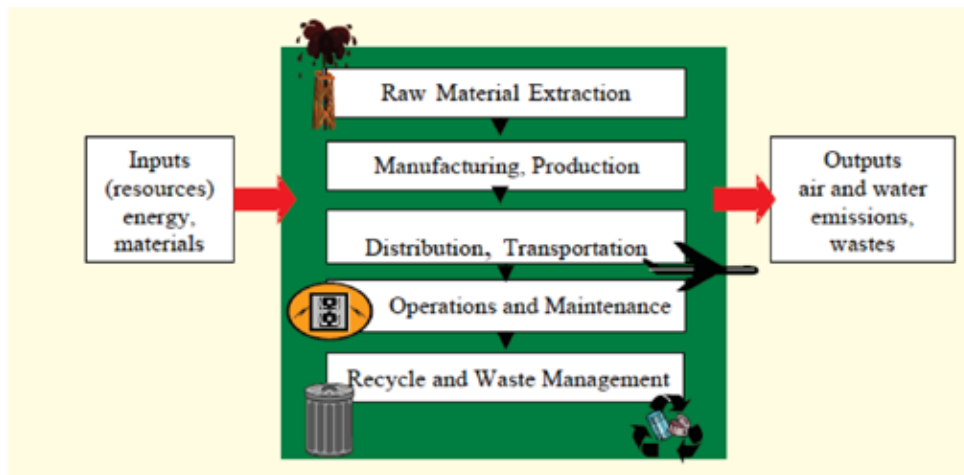 Raw Material Extraction
Inputs
(resources)
energy,
materials
Manufacturing, Production
Distribution, Transportation
Operations and Maintenance
Recycle and Waste Management
Outputs
air and water
emissions,
wastes